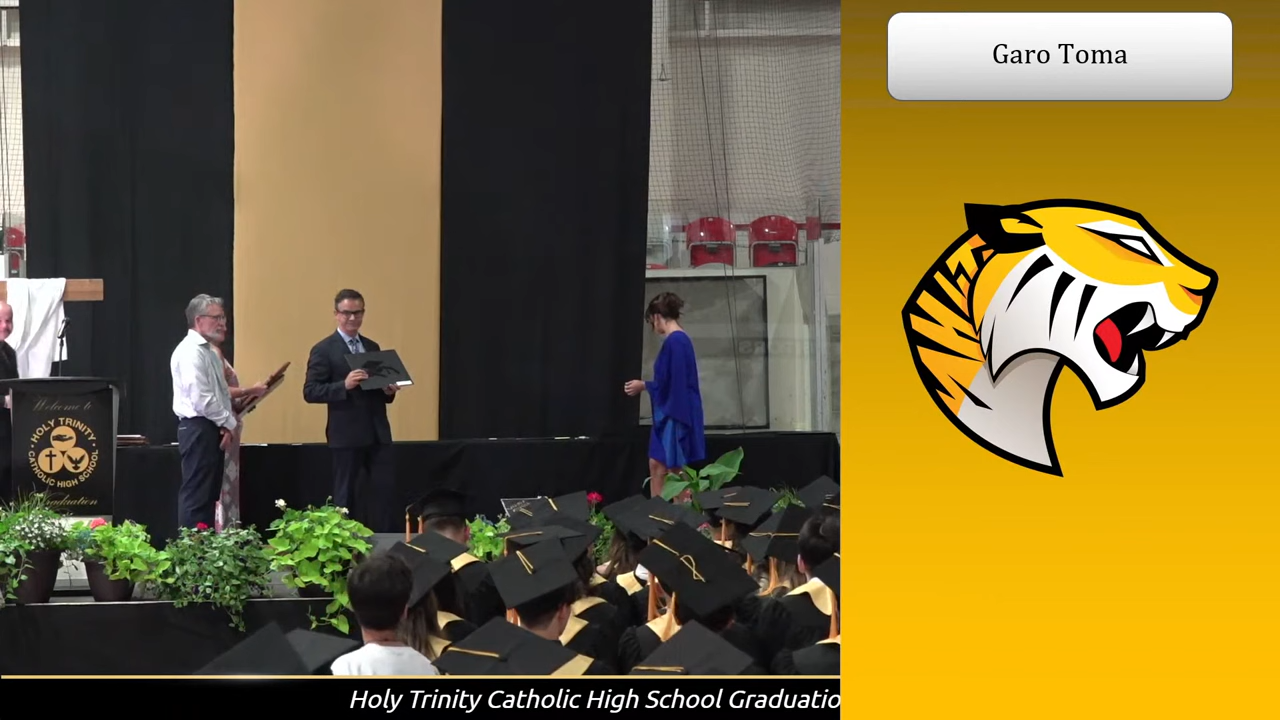 Garo Toma
Welcome to
HOLY TRINITY
CATHOLIC HIGH SCHOOL
Graduation
Holy Trinity Catholic High School Graduatio